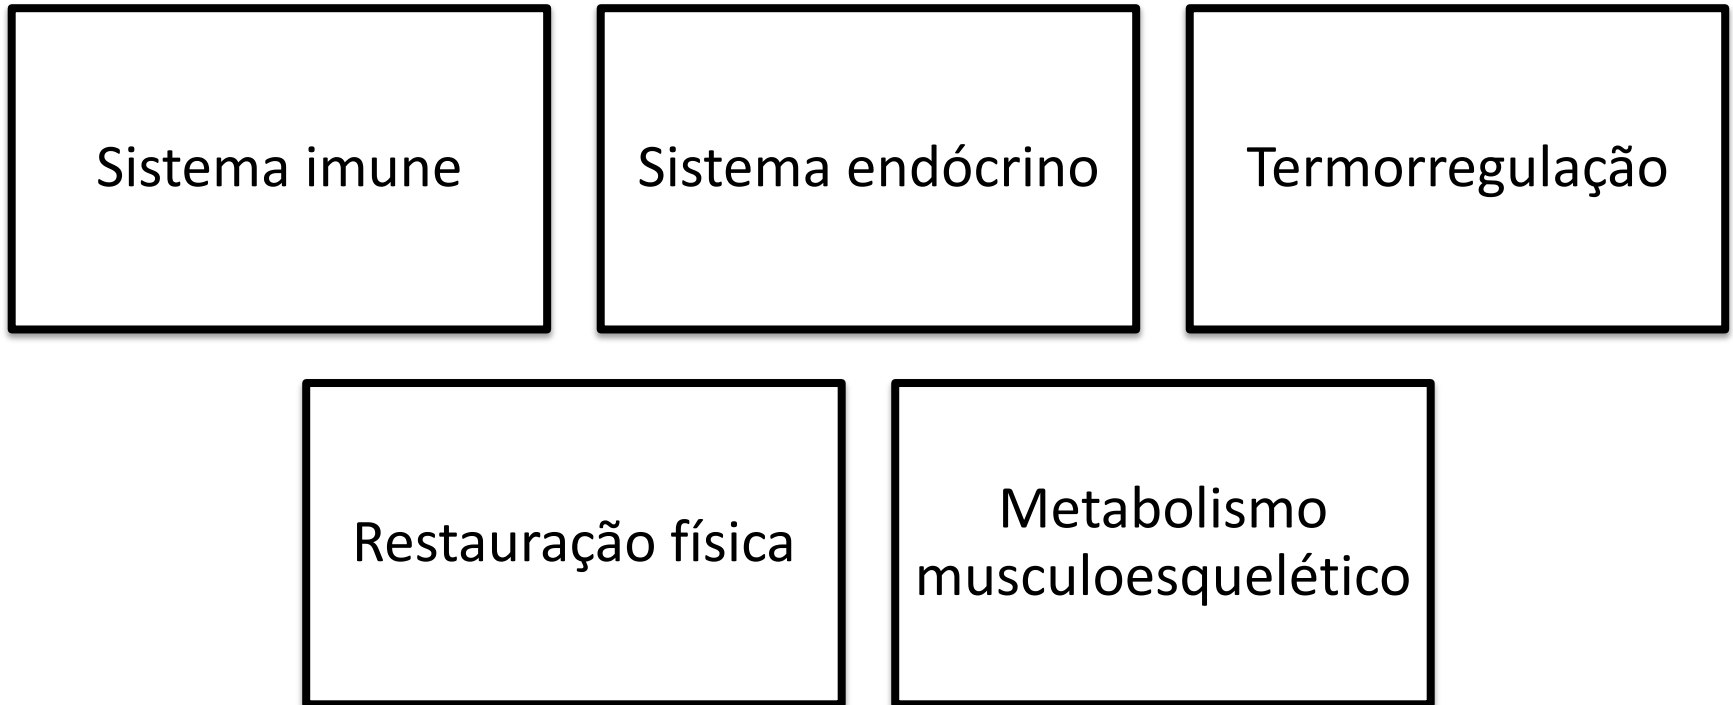 Sistema imune
Sistema endócrino
Termorregulação
Restauração física
Metabolismo
musculoesquelético